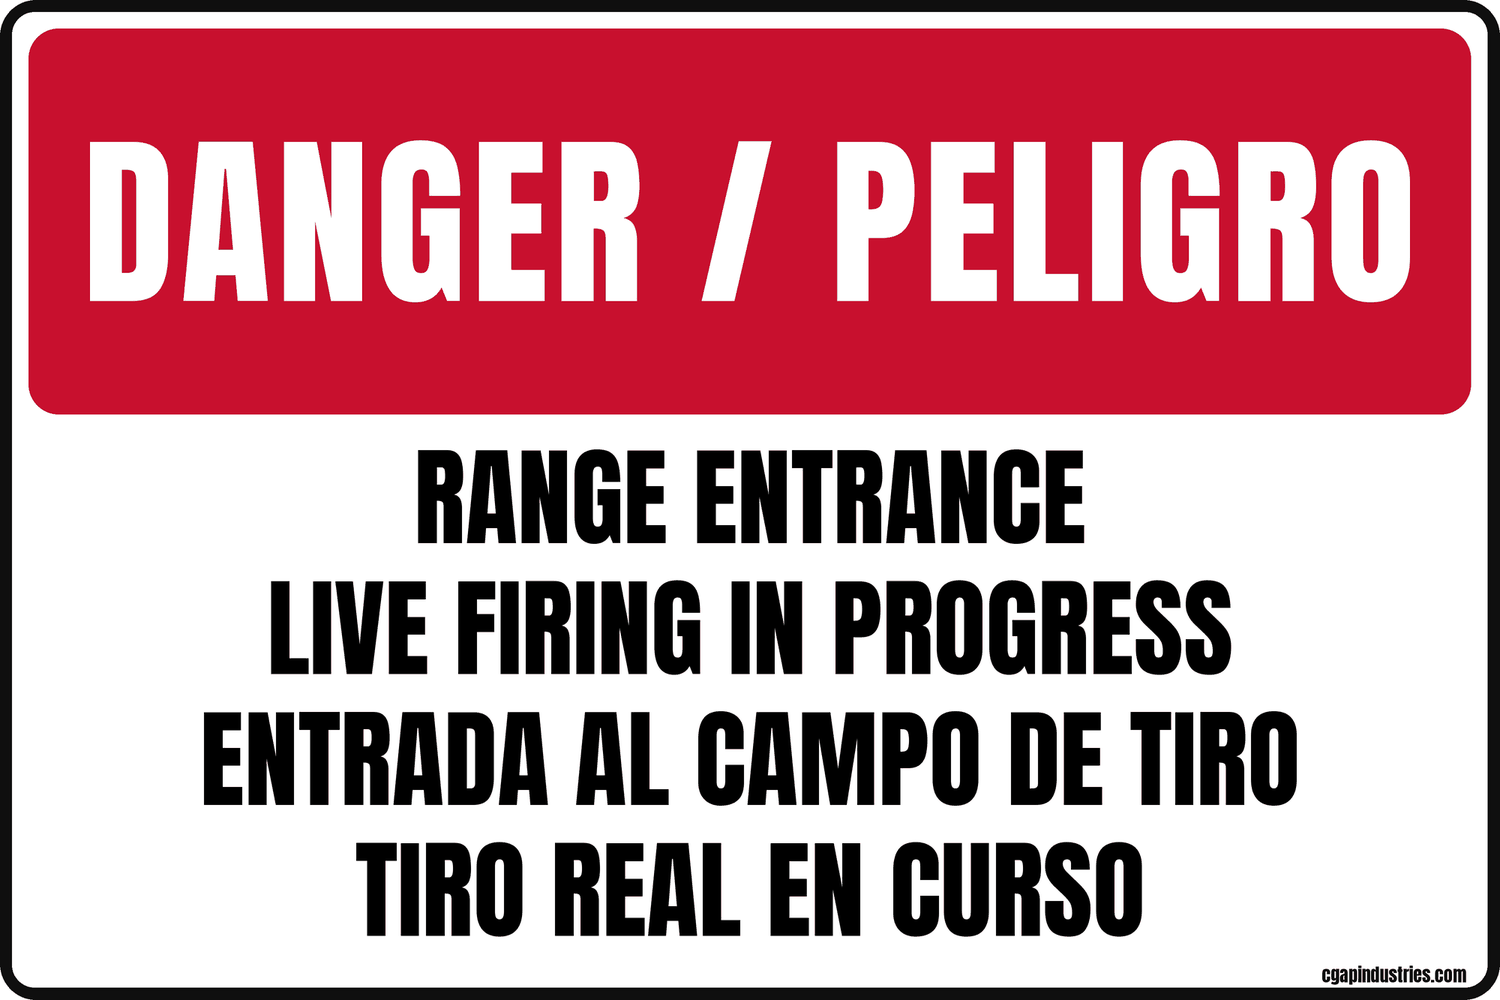 DANGER / PELIGRO
RANGE ENTRANCE
LIVE FIRING IN PROGRESS
ENTRADA AL CAMPO DE TIRO
TIRO REAL EN CURSO
cgapindustries.com